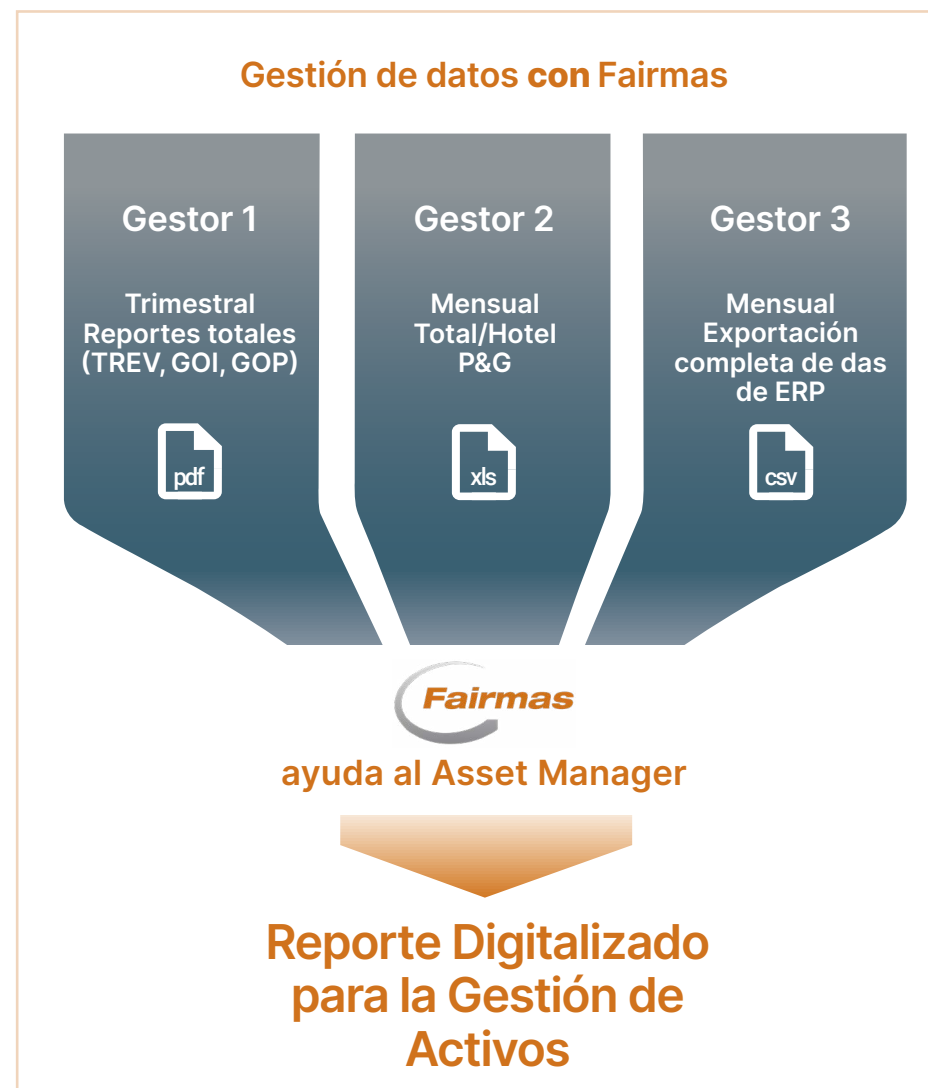 Gestión de datos con Fairmas
Gestor 1
Trimestral
Reportes totales
(TREV, GOI, GOP)
pdf
Gestor 2
Mensual
Total/Hotel
P&G
xls
Gestor 3
Mensual
Exportación
completa de das
de ERP
csv
Fairmas
ayuda al Asset Manager
Reporte Digitalizado
para la Gestión de
Activos